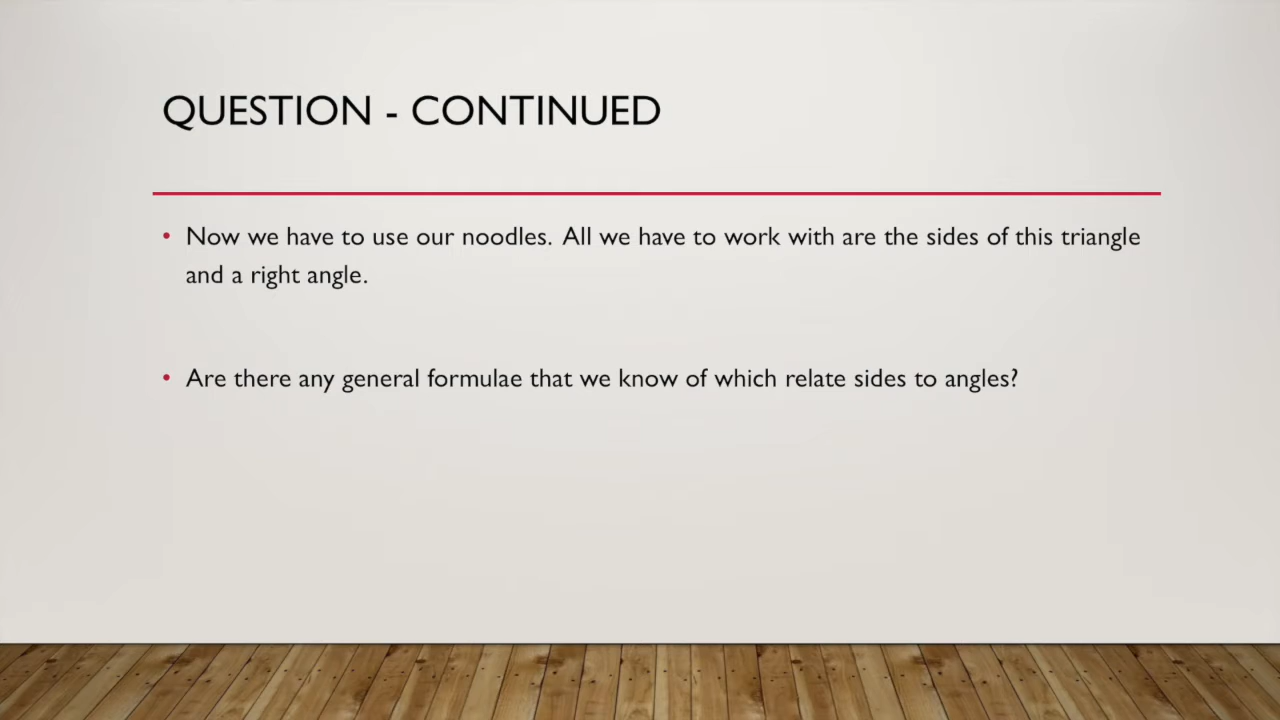 QUESTION - CONTINUED
• Now we have to use our noodles. All we have to work with are the sides of this triangle
and a right angle.
• Are there any general formulae that we know of which relate sides to angles?